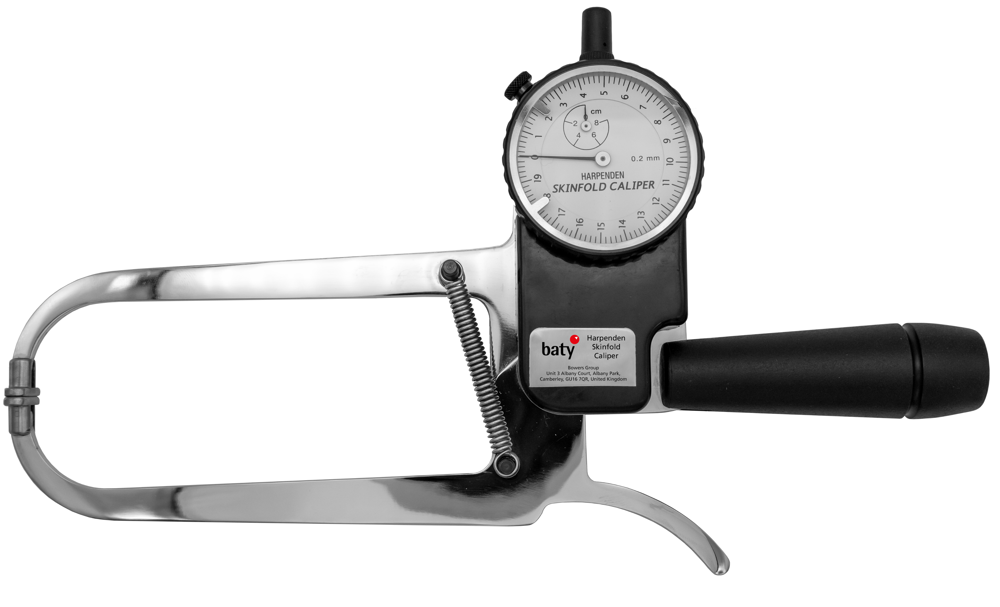 5
4
6
3
7
cm
2
8
0
2
8
4
6
1
9
0
0.2 mm
10
HARPENDEN
19
11
SKINFOLD CALIPER
12
17
13
16
15
14
baty
Harpenden
Skinfold
Caliper
Bowers Group
Unit 3 Albany Court, Albany Park,
Camberley, GU16 7QR, United Kingdom